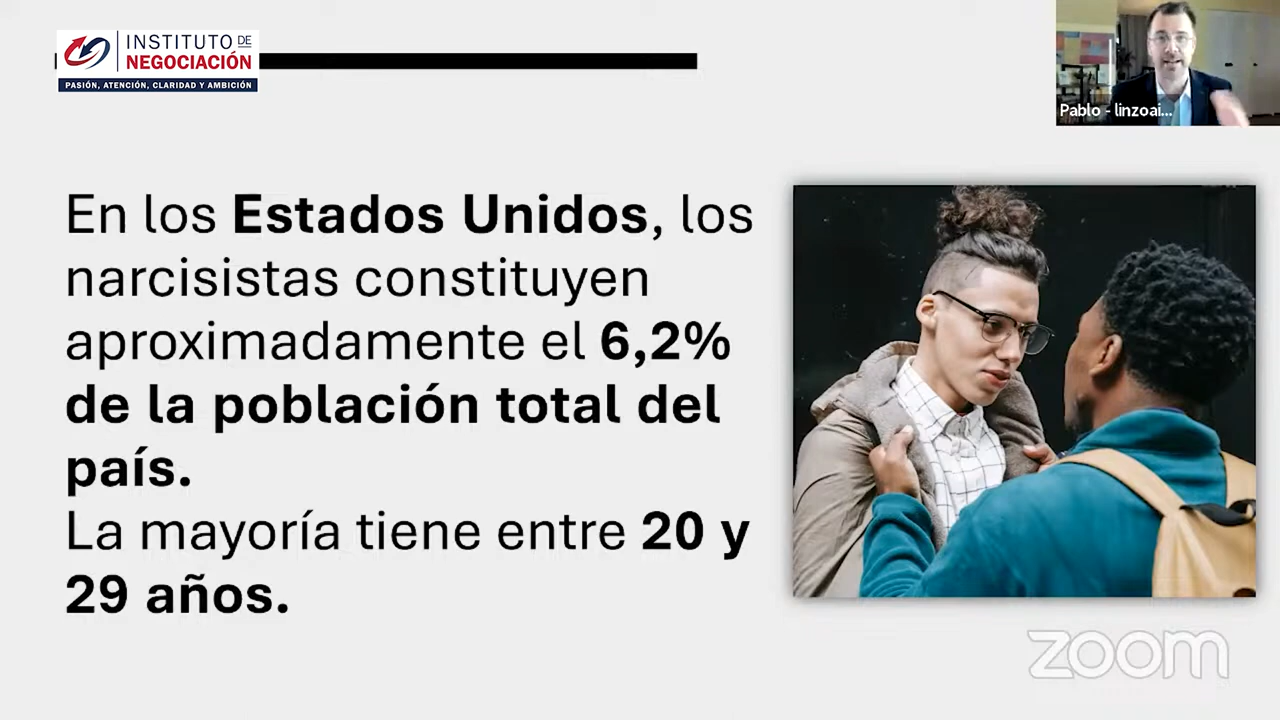 INSTITUTO DE
NEGOCIACIÓN
PASIÓN, ATENCIÓN, CLARIDAD Y AMBICIÓN
Pablo - linzoai...
En los Estados Unidos, los
narcisistas constituyen
aproximadamente el 6,2%
de la población total del
país.
La mayoría tiene entre 20 y
29 años.
zoom